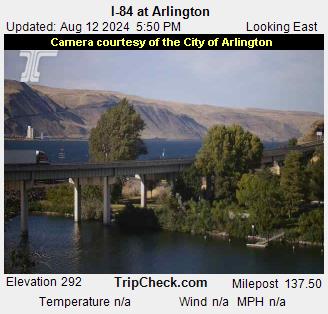 I-84 at Arlington
Updated: Aug 12 2024 5:50 PM Looking East
Camera courtesy of the City of Arlington
Elevation 292 TripCheck.com Milepost 137.50
Temperature n/a Wind n/a MPH n/a